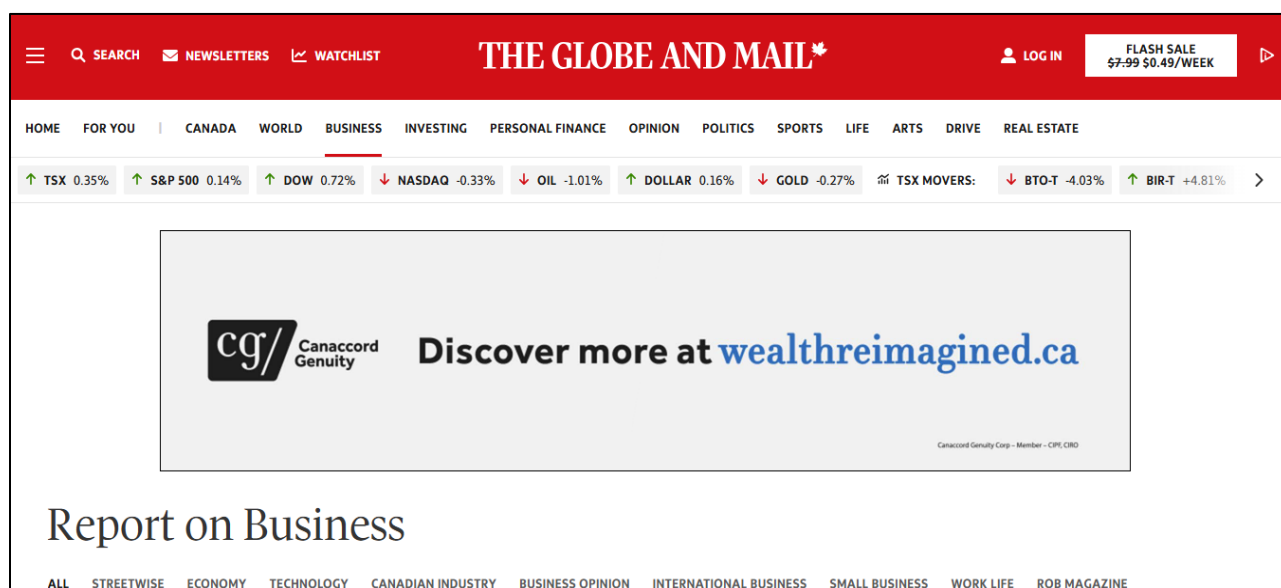 SEARCH NEWSLETTERS WATCHLIST THE GLOBE AND MAIL LOG IN FLASH SALE
$7.99 $0.49/WEEK
HOME FOR YOU | CANADA WORLD BUSINESS INVESTING PERSONAL FINANCE OPINION POLITICS SPORTS LIFE ARTS DRIVE REAL ESTATE
TSX 0.35% S&P 500 0.14% DOW 0.72% NASDAQ -0.33% OIL -1.01% DOLLAR 0.16% GOLD -0.27% TSX MOVERS: BTO-T -4.03% BIR-T +4.81%
cg/ Canaccord
Genuity
Discover more at wealthreimagined.ca
Canaccord Genuity Corp – Member – CIPF, CIRO
Report on Business
ALL STREETWISE ECONOMY TECHNOLOGY CANADIAN INDUSTRY BUSINESS OPINION INTERNATIONAL BUSINESS SMALL BUSINESS WORK LIFE ROB MAGAZINE